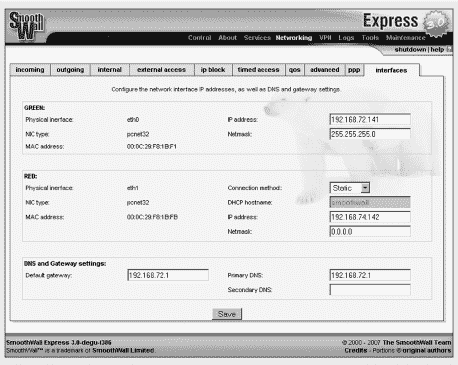 Smooth
Wall
Express 3.0
Control About Services Networking VPN Logs Tools Maintenance
shutdown | help
incoming outgoing internal external access ip block timed access qos advanced ppp interfaces
Configure the network interface IP addresses, as well as DNS and gateway settings.
GREEN:
Physical inerface: eth0 IP address: 192.168.72.141
NIC type: pcnet32 Netmask: 255.255.255.0
MAC address: 00:0C:29:F8:1B:F1
RED:
Physical inerface: eth1 Connection method: Static
NIC type: pcnet32 DHCP hostname: smoothwall
MAC address: 00:0C:29:F8:1B:FB IP address: 192.168.74.142
Netmask: 0.0.0.0
DNS and Gateway settings:
Default gateway: 192.168.72.1 Primary DNS: 192.168.72.1
Secondary DNS:
Save
SmoothWall Express 3.0-degu-i386 © 2000 - 2007 The SmoothWall Team
SmoothWall™ is a trademark of SmoothWall Limited. Credits - Portions © original authors